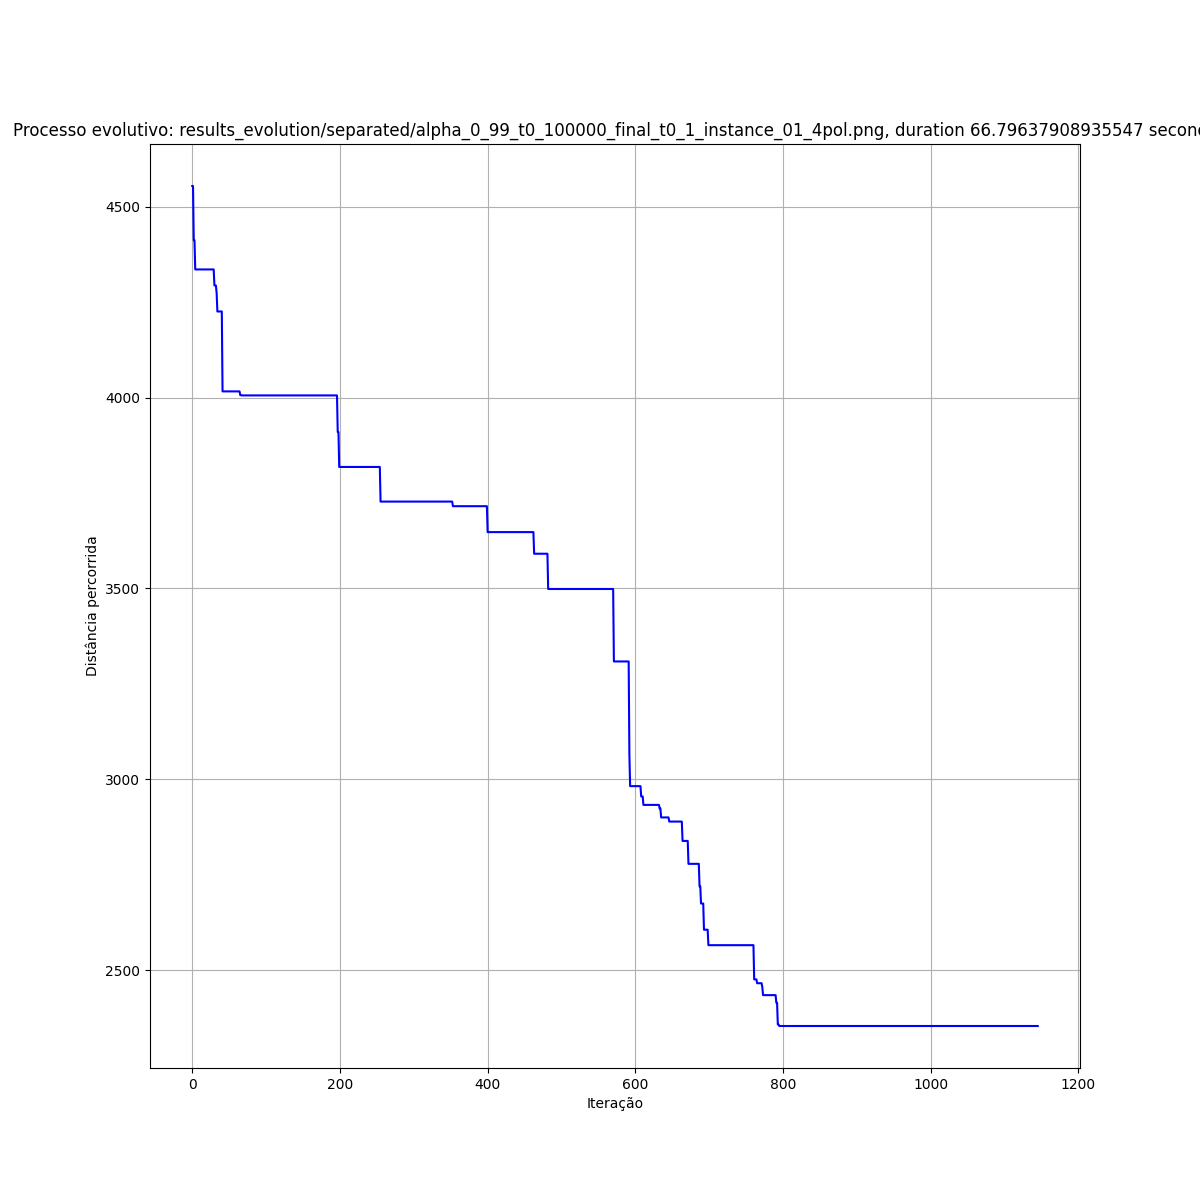 Processo evolutivo: results_evolution/separated/alpha_0_99_t0_100000_final_t0_1_instance_01_4pol.png, duration 66.79637908935547 secon
4500
4000
3500
3000
2500
Distância percorrida
0 200 400 600 800 1000 1200
Iteração